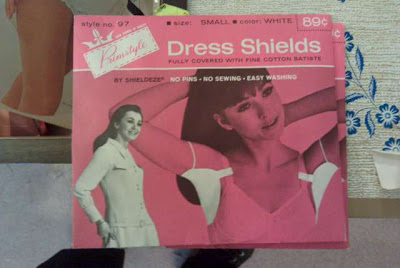 style no. 97 ■ size: SMALL ■ color: WHITE 89¢
Primstyle
Dress Shields
FULLY COVERED WITH FINE COTTON BATISTE
BY SHIELDEZE® NO PINS • NO SEWING • EASY WASHING